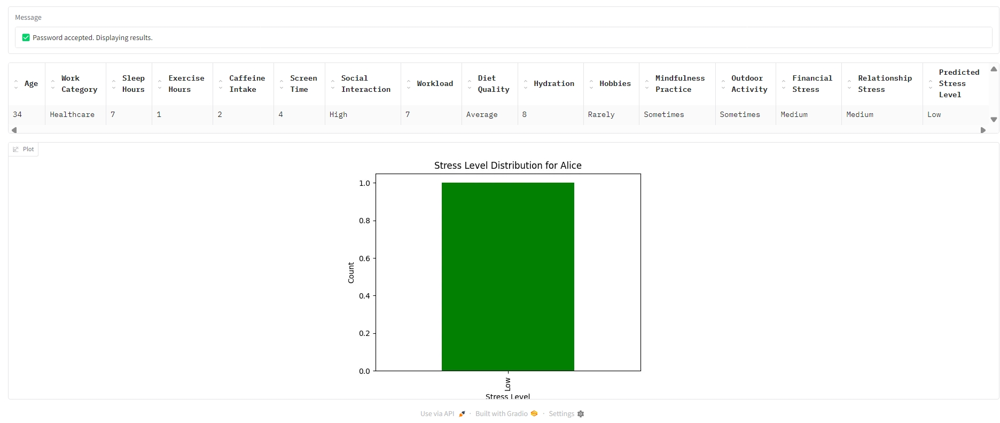 Message
✅ Password accepted. Displaying results.
Age
Work Category
Sleep Hours
Exercise Hours
Caffeine Intake
Screen Time
Social Interaction
Workload
Diet Quality
Hydration
Hobbies
Mindfulness Practice
Outdoor Activity
Financial Stress
Relationship Stress
Predicted Stress Level
34 Healthcare 7 1 2 4 High 7 Average 8 Rarely Sometimes Sometimes Medium Medium Low
Plot
Stress Level Distribution for Alice
1.0
0.8
0.6
0.4
0.2
0.0
Count
Low
Stress Level
Use via API 🚀 · Built with Gradio · Settings ⚙